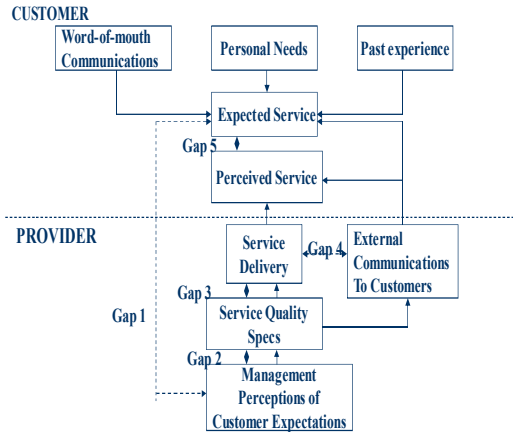 CUSTOMER
Word-of-mouth
Communications
Personal Needs
Past experience
Expected Service
Gap 5
Perceived Service
PROVIDER
Service
Delivery
Gap 4
External
Communications
To Customers
Gap 3
Gap 1
Service Quality
Specs
Gap 2
Management
Perceptions of
Customer Expectations